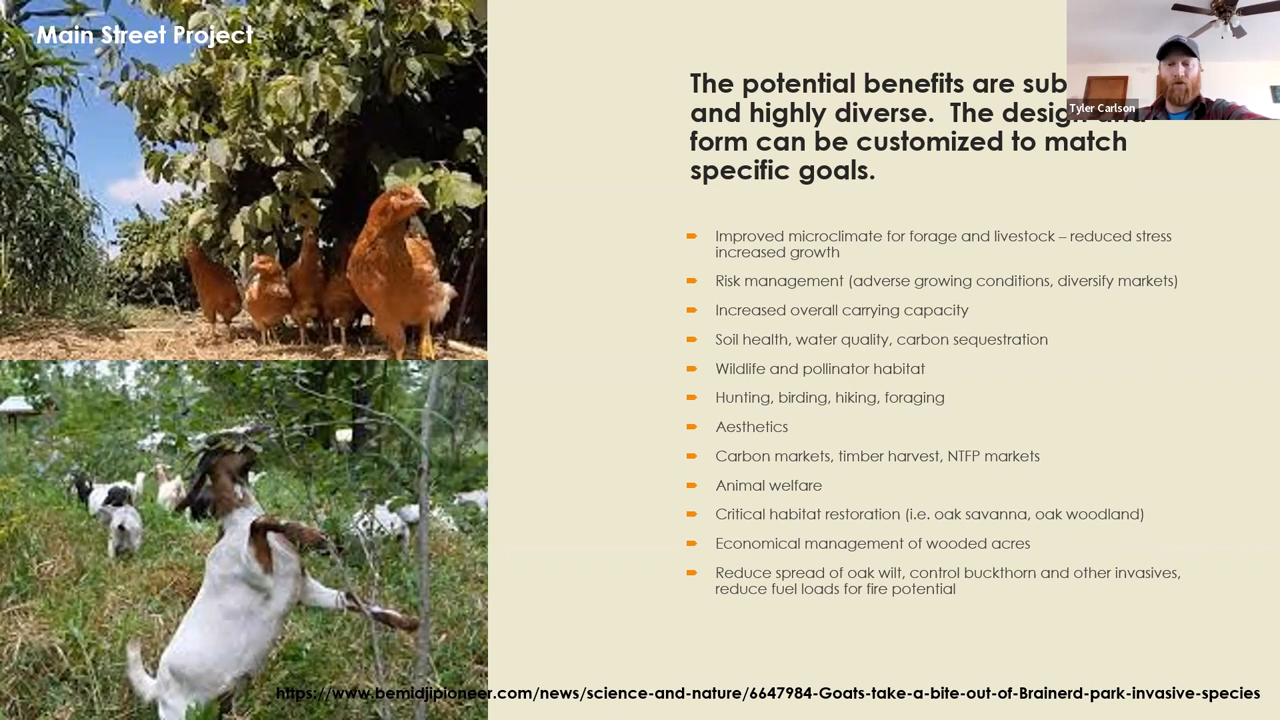 Main Street Project
The potential benefits are sub
and highly diverse.  The design and
form can be customized to match
specific goals.
Tyler Carlson
Improved microclimate for forage and livestock – reduced stress
increased growth
Risk management (adverse growing conditions, diversify markets)
Increased overall carrying capacity
Soil health, water quality, carbon sequestration
Wildlife and pollinator habitat
Hunting, birding, hiking, foraging
Aesthetics
Carbon markets, timber harvest, NTFP markets
Animal welfare
Critical habitat restoration (i.e. oak savanna, oak woodland)
Economical management of wooded acres
Reduce spread of oak wilt, control buckthorn and other invasives,
reduce fuel loads for fire potential
https://www.bemidjipioneer.com/news/science-and-nature/6647984-Goats-take-a-bite-out-of-Brainerd-park-invasive-species